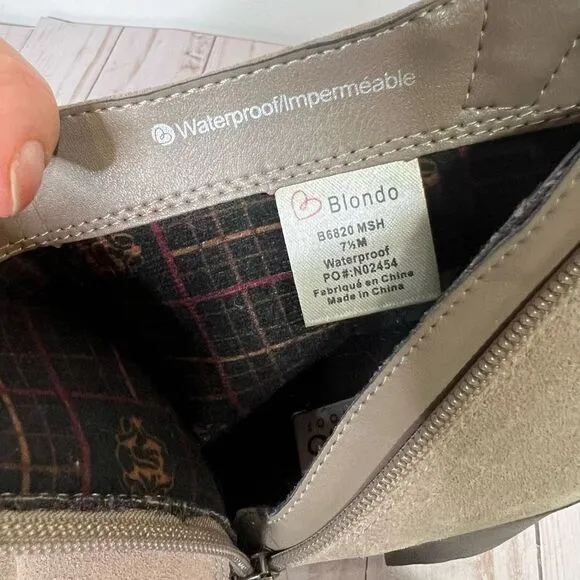 Waterproof/Imperméable
Blondo
B6820 MSH
7½M
Waterproof
PO#:N02454
Fabriqué en Chine
Made in China